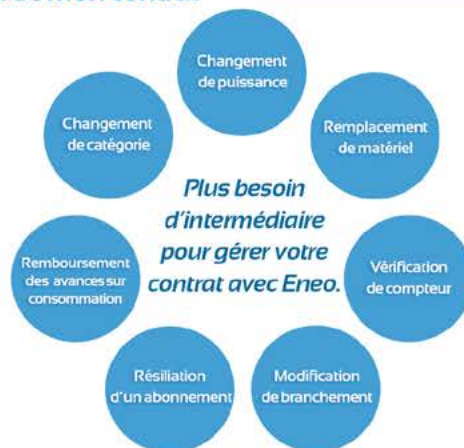 Changement
de puissance
Changement
de catégorie
Remplacement
de matériel
Plus besoin
d'intermédiaire
pour gérer votre
contrat avec Eneo.
Remboursement
des avances sur
consommation
Vérification
de compteur
Résiliation
d'un abonnement
Modification
de branchement